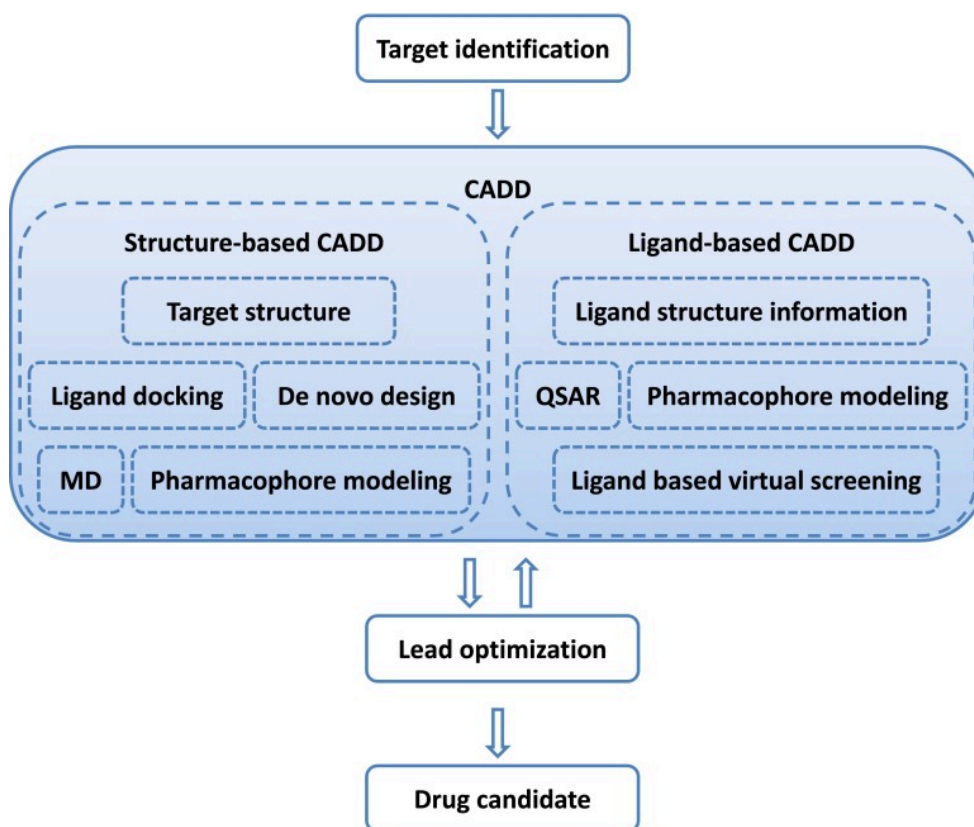 Target identification
CADD
Structure-based CADD
Target structure
Ligand docking
De novo design
MD
Pharmacophore modeling
Ligand-based CADD
Ligand structure information
QSAR
Pharmacophore modeling
Ligand based virtual screening
Lead optimization
Drug candidate